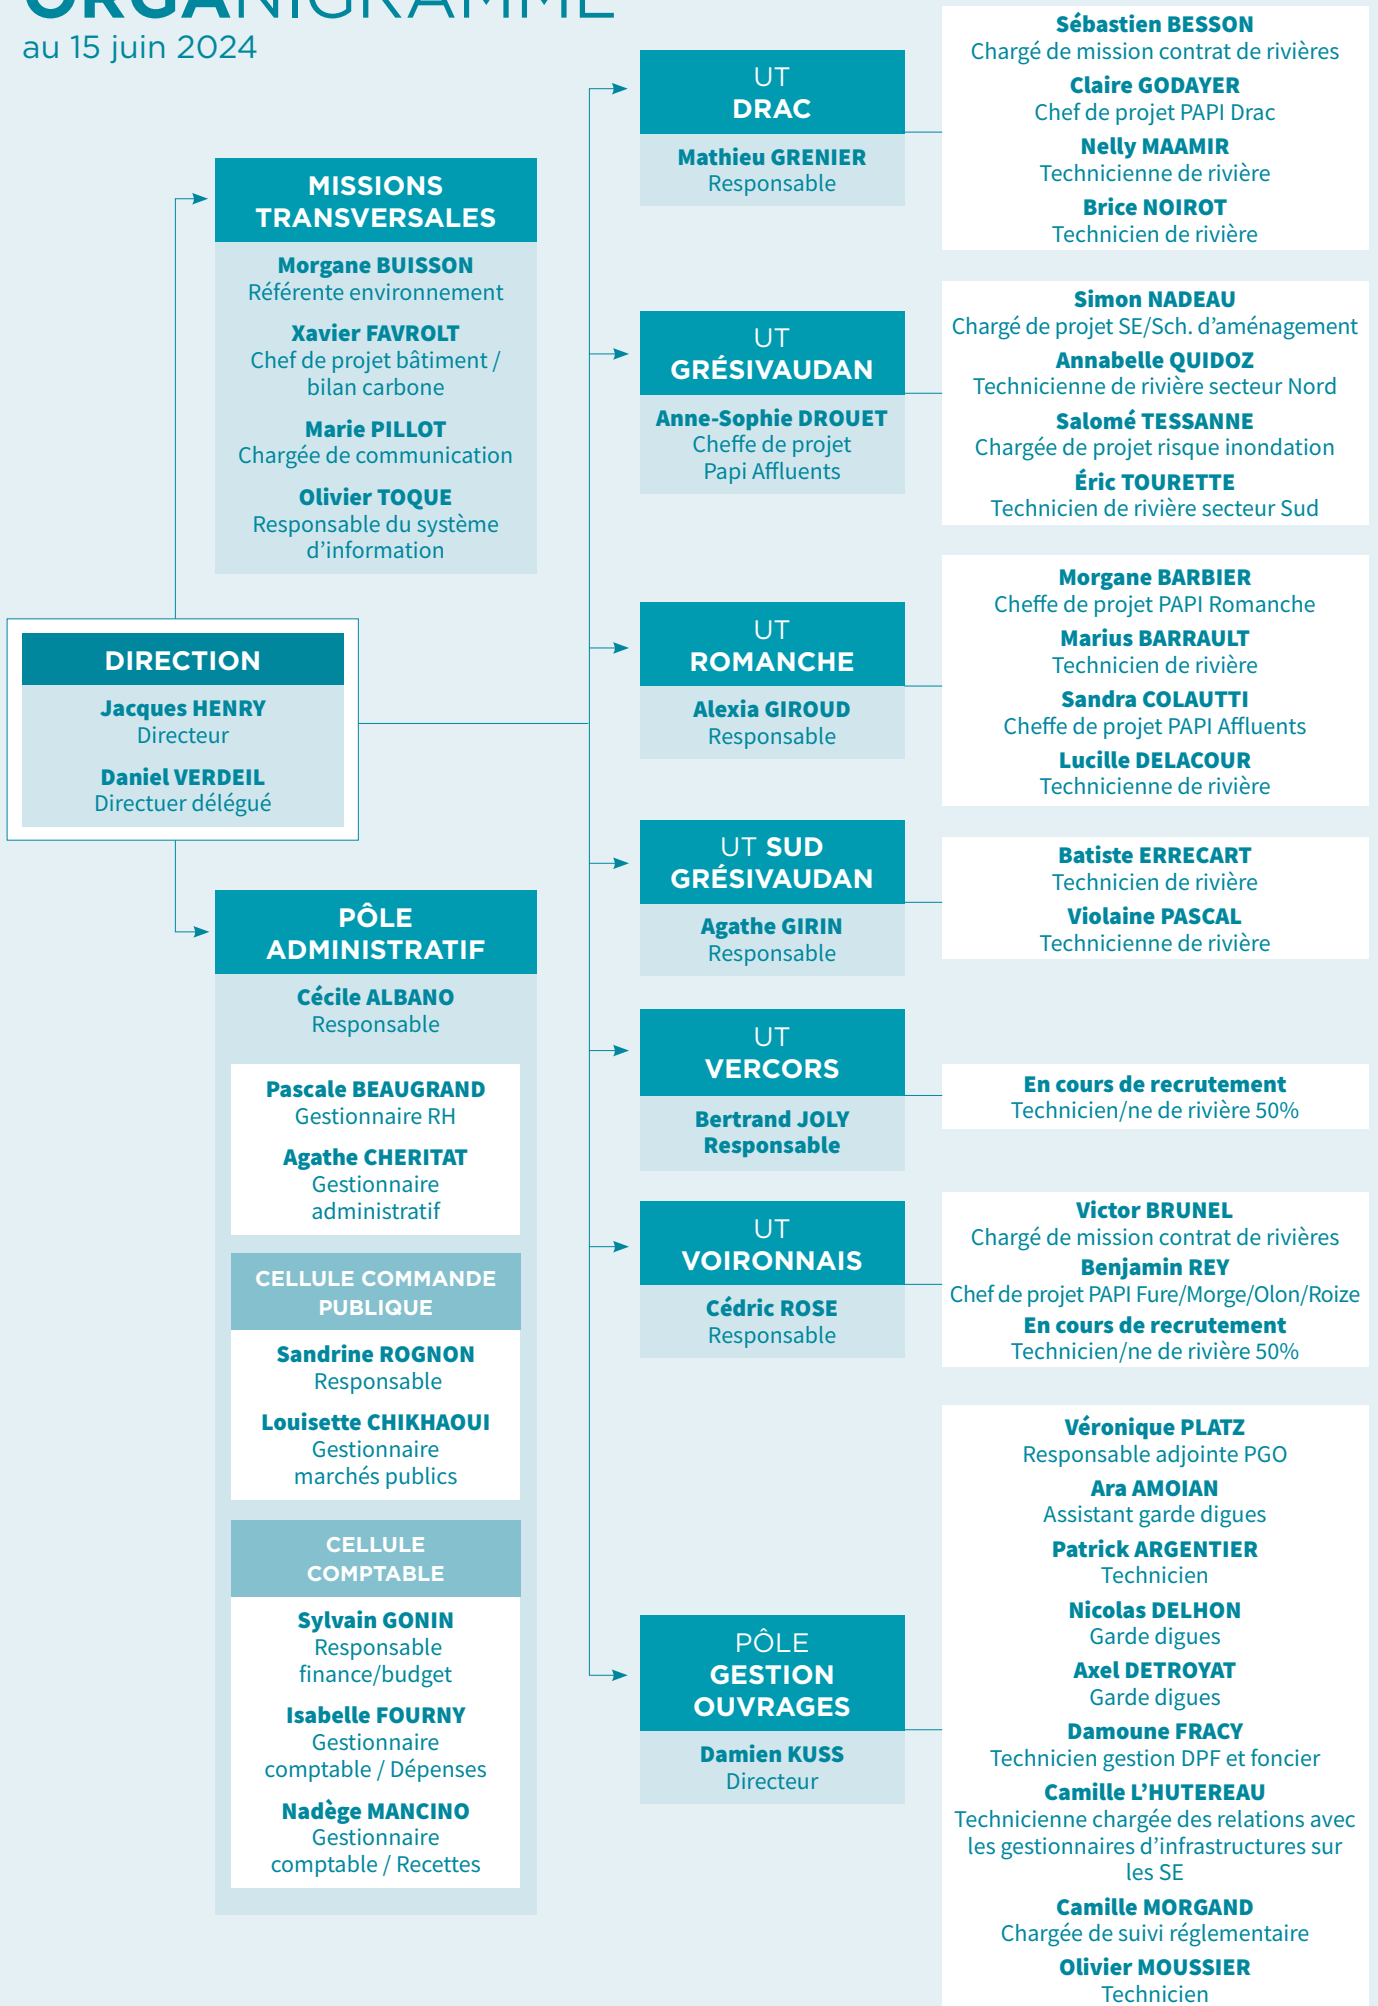 ORGANIGRAMME
au 15 juin 2024
MISSIONS
TRANSVERSALES
Morgane BUISSON
Référente environnement
Xavier FAVROLT
Chef de projet bâtiment /
bilan carbone
Marie PILLOT
Chargée de communication
Olivier TOQUE
Responsable du système
d'information
DIRECTION
Jacques HENRY
Directeur
Daniel VERDEIL
Directuer délégué
PÔLE
ADMINISTRATIF
Cécile ALBANO
Responsable
Pascale BEAUGRAND
Gestionnaire RH
Agathe CHERITAT
Gestionnaire
administratif
CELLULE COMMANDE
PUBLIQUE
Sandrine ROGNON
Responsable
Louisette CHIKHAOUI
Gestionnaire
marchés publics
CELLULE
COMPTABLE
Sylvain GONIN
Responsable
finance/budget
Isabelle FOURNY
Gestionnaire
comptable / Dépenses
Nadège MANCINO
Gestionnaire
comptable / Recettes
UT
DRAC
Mathieu GRENIER
Responsable
Sébastien BESSON
Chargé de mission contrat de rivières
Claire GODAYER
Chef de projet PAPI Drac
Nelly MAAMIR
Technicienne de rivière
Brice NOIROT
Technicien de rivière
UT
GRÉSIVAUDAN
Anne-Sophie DROUET
Cheffe de projet
Papi Affluents
Simon NADEAU
Chargé de projet SE/Sch. d'aménagement
Annabelle QUIDOZ
Technicienne de rivière secteur Nord
Salomé TESSANNE
Chargée de projet risque inondation
Éric TOURETTE
Technicien de rivière secteur Sud
UT
ROMANCHE
Alexia GIROUD
Responsable
Morgane BARBIER
Cheffe de projet PAPI Romanche
Marius BARRAULT
Technicien de rivière
Sandra COLAUTTI
Cheffe de projet PAPI Affluents
Lucille DELACOUR
Technicienne de rivière
UT SUD
GRÉSIVAUDAN
Agathe GIRIN
Responsable
Batiste ERRECART
Technicien de rivière
Violaine PASCAL
Technicienne de rivière
UT
VERCORS
Bertrand JOLY
Responsable
En cours de recrutement
Technicien/ne de rivière 50%
UT
VOIRONNAIS
Cédric ROSE
Responsable
Victor BRUNEL
Chargé de mission contrat de rivières
Benjamin REY
Chef de projet PAPI Fure/Morge/Olon/Roize
En cours de recrutement
Technicien/ne de rivière 50%
PÔLE
GESTION
OUVRAGES
Damien KUSS
Directeur
Véronique PLATZ
Responsable adjointe PGO
Ara AMOIAN
Assistant garde digues
Patrick ARGENTIER
Technicien
Nicolas DELHON
Garde digues
Axel DETROYAT
Garde digues
Damoune FRACY
Technicien gestion DPF et foncier
Camille L'HUTEREAU
Technicienne chargée des relations avec
les gestionnaires d'infrastructures sur
les SE
Camille MORGAND
Chargée de suivi réglementaire
Olivier MOUSSIER
Technicien